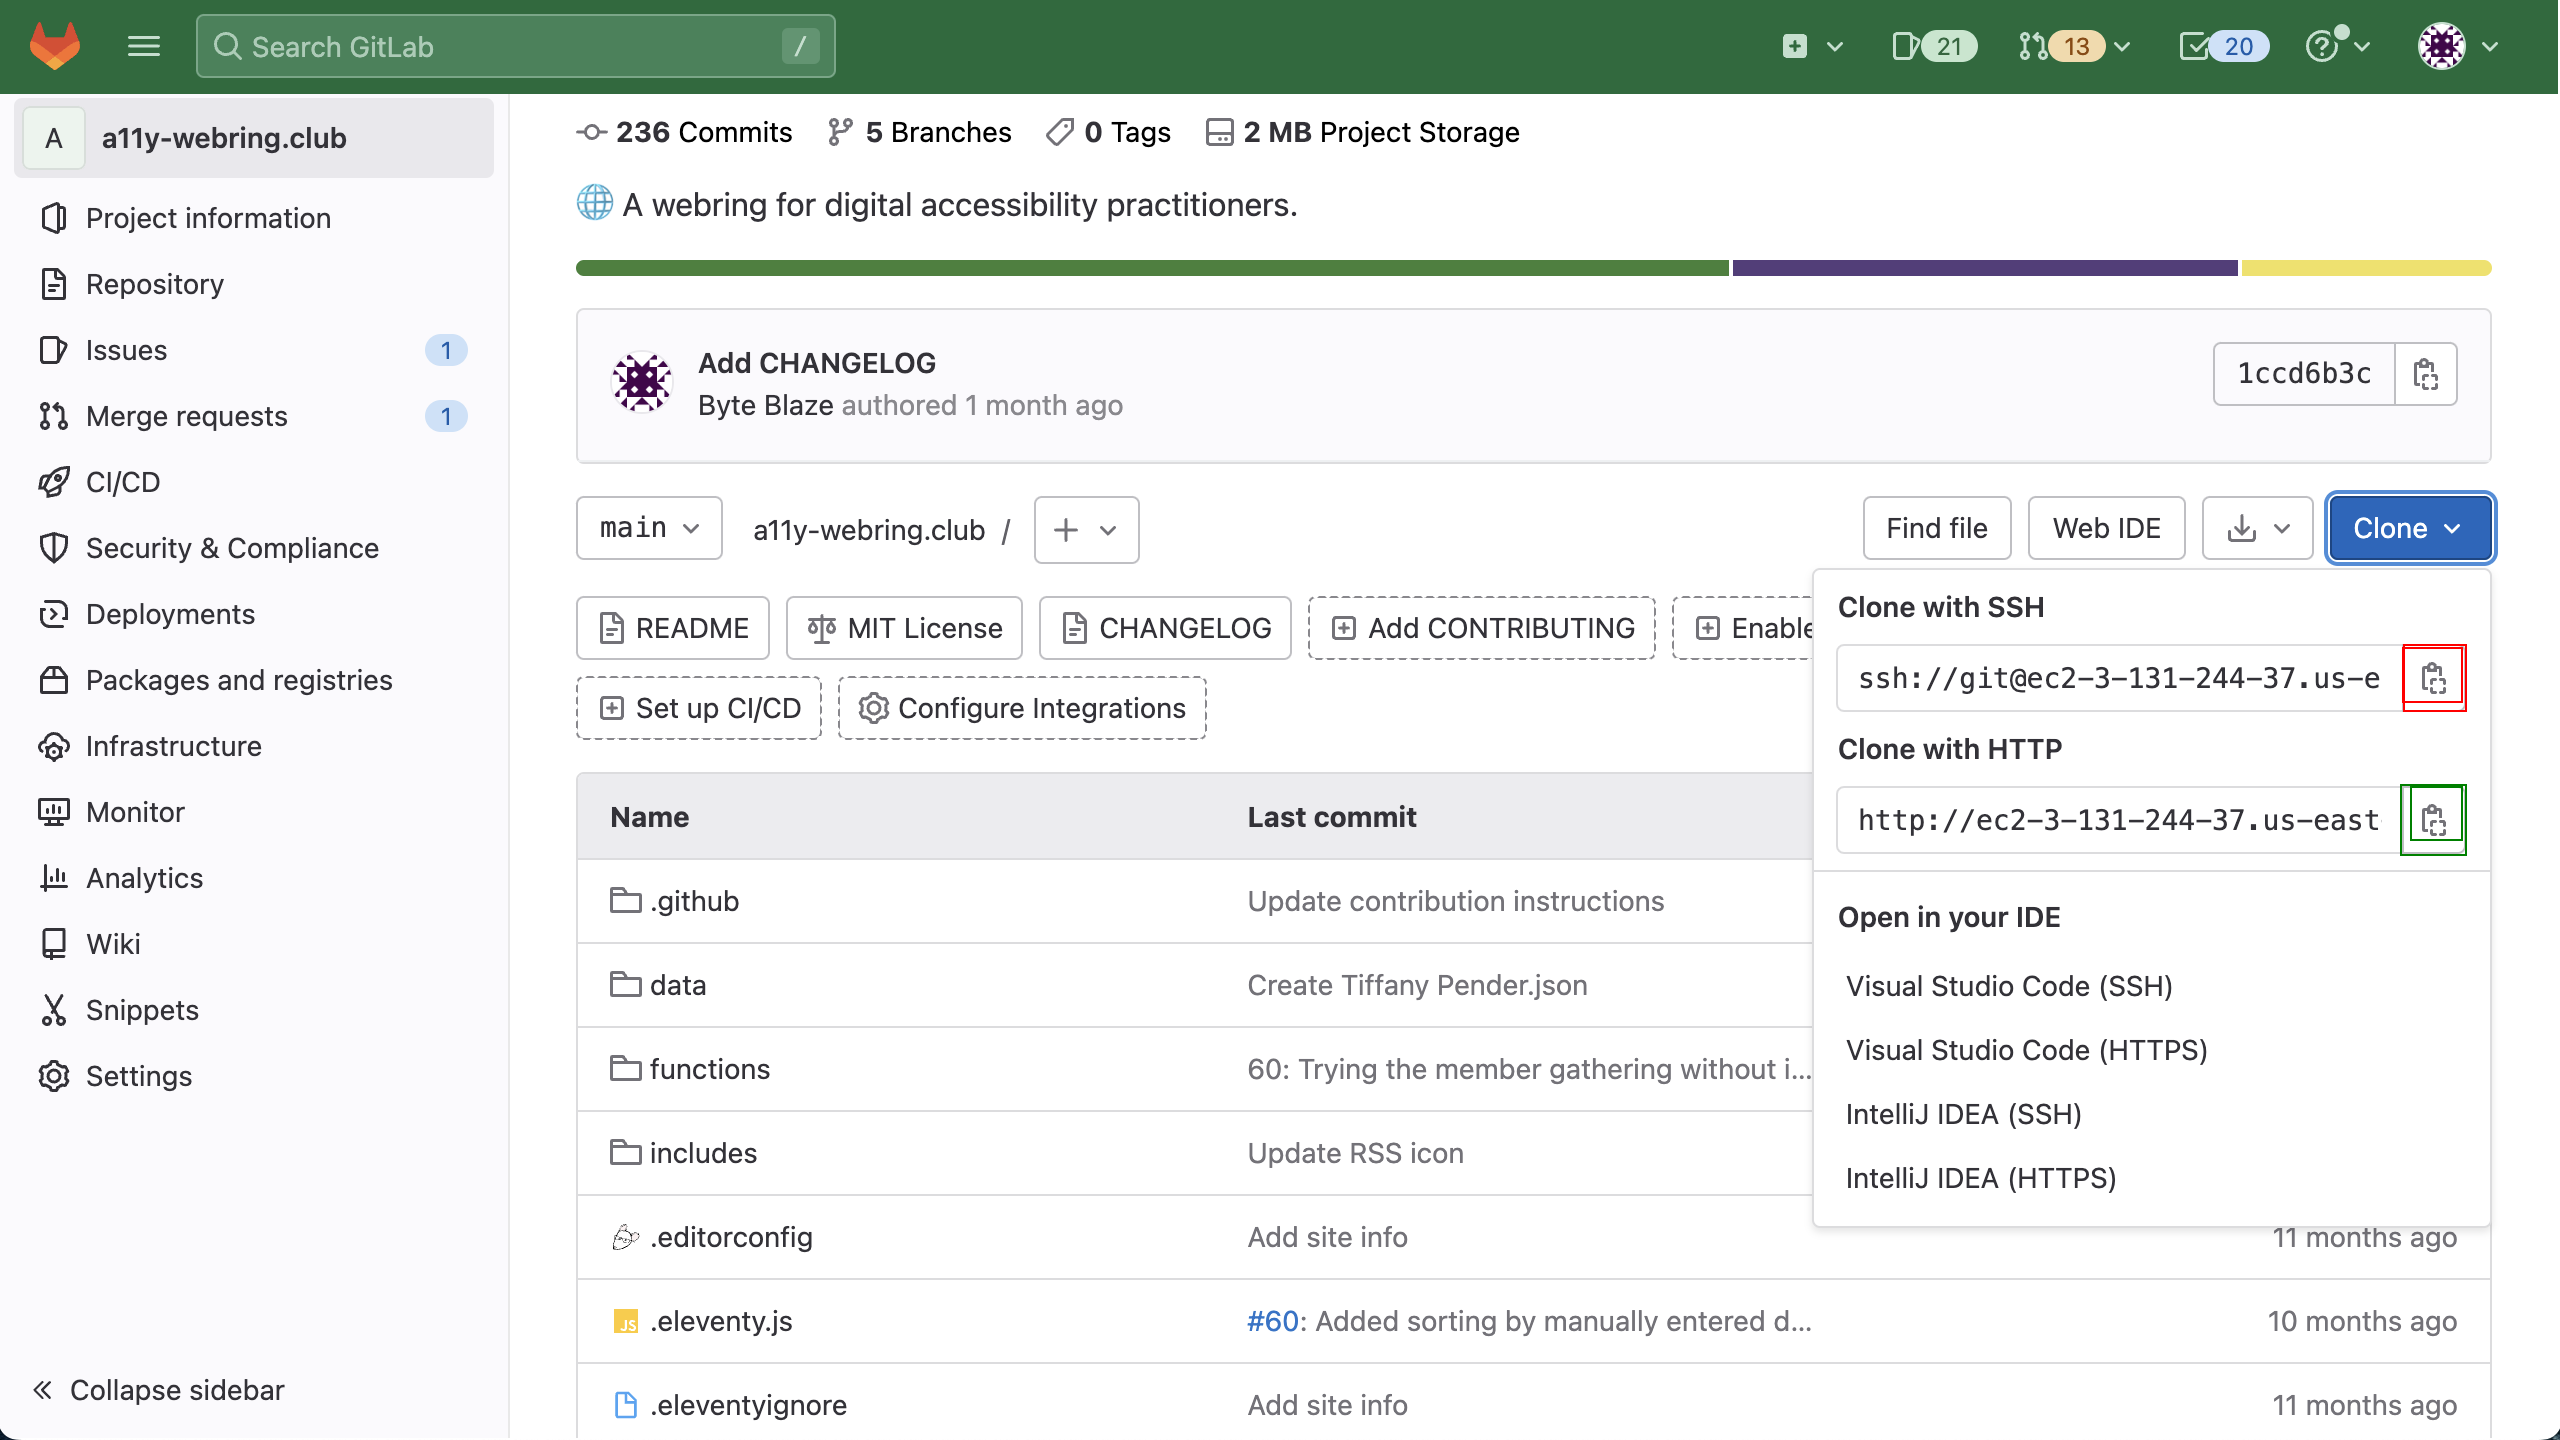 Search GitLab
/
21
13
20
A
a11y-webring.club
Project information
Repository
Issues
1
Merge requests
1
CI/CD
Security & Compliance
Deployments
Packages and registries
Infrastructure
Monitor
Analytics
Wiki
Snippets
Settings
Collapse sidebar
236 Commits
5 Branches
0 Tags
2 MB Project Storage
A webring for digital accessibility practitioners.
Add CHANGELOG
Byte Blaze authored 1 month ago
1ccd6b3c
main
a11y-webring.club /
Find file
Web IDE
Clone
README
MIT License
CHANGELOG
Add CONTRIBUTING
Enable
Set up CI/CD
Configure Integrations
Clone with SSH
ssh://git@ec2-3-131-244-37.us-e
Clone with HTTP
http://ec2-3-131-244-37.us-east
Open in your IDE
Visual Studio Code (SSH)
Visual Studio Code (HTTPS)
IntelliJ IDEA (SSH)
IntelliJ IDEA (HTTPS)
Name
Last commit
.github
Update contribution instructions
data
Create Tiffany Pender.json
functions
60: Trying the member gathering without i...
includes
Update RSS icon
.editorconfig
Add site info
11 months ago
JS
.eleventy.js
#60: Added sorting by manually entered d...
10 months ago
.eleventyignore
Add site info
11 months ago